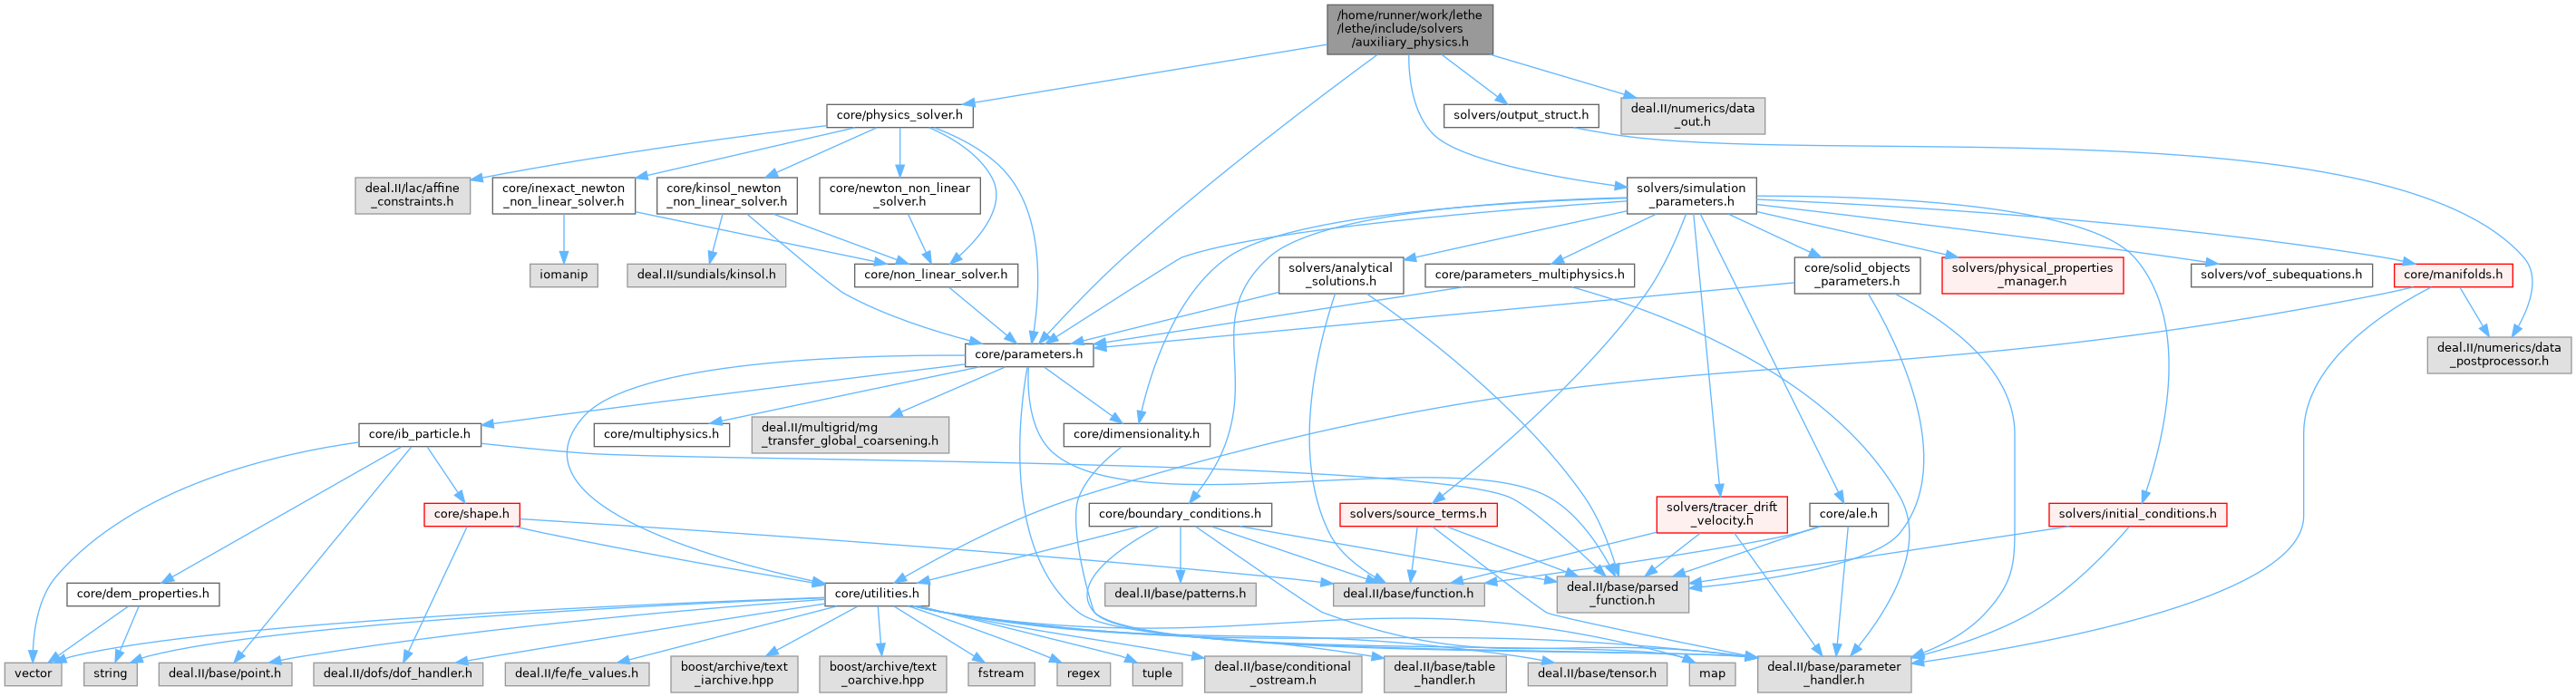 /home/runner/work/lethe
/lethe/include/solvers
/auxiliary_physics.h
core/physics_solver.h
solvers/output_struct.h
deal.II/numerics/data
_out.h
deal.II/lac/affine
_constraints.h
core/inexact_newton
_non_linear_solver.h
core/kinsol_newton
_non_linear_solver.h
core/newton_non_linear
_solver.h
solvers/simulation
_parameters.h
iomanip
deal.II/sundials/kinsol.h
core/non_linear_solver.h
solvers/analytical
_solutions.h
core/parameters_multiphysics.h
core/solid_objects
_parameters.h
solvers/physical_properties
_manager.h
solvers/vof_subequations.h
core/manifolds.h
core/parameters.h
deal.II/numerics/data
_postprocessor.h
core/ib_particle.h
core/multiphysics.h
deal.II/multigrid/mg
_transfer_global_coarsening.h
core/dimensionality.h
core/shape.h
core/boundary_conditions.h
solvers/source_terms.h
solvers/tracer_drift
_velocity.h
core/ale.h
solvers/initial_conditions.h
core/dem_properties.h
core/utilities.h
deal.II/base/patterns.h
deal.II/base/function.h
deal.II/base/parsed
_function.h
vector
string
deal.II/base/point.h
deal.II/dofs/dof_handler.h
deal.II/fe/fe_values.h
boost/archive/text
_iarchive.hpp
boost/archive/text
_oarchive.hpp
fstream
regex
tuple
deal.II/base/conditional
_ostream.h
deal.II/base/table
_handler.h
deal.II/base/tensor.h
map
deal.II/base/parameter
_handler.h